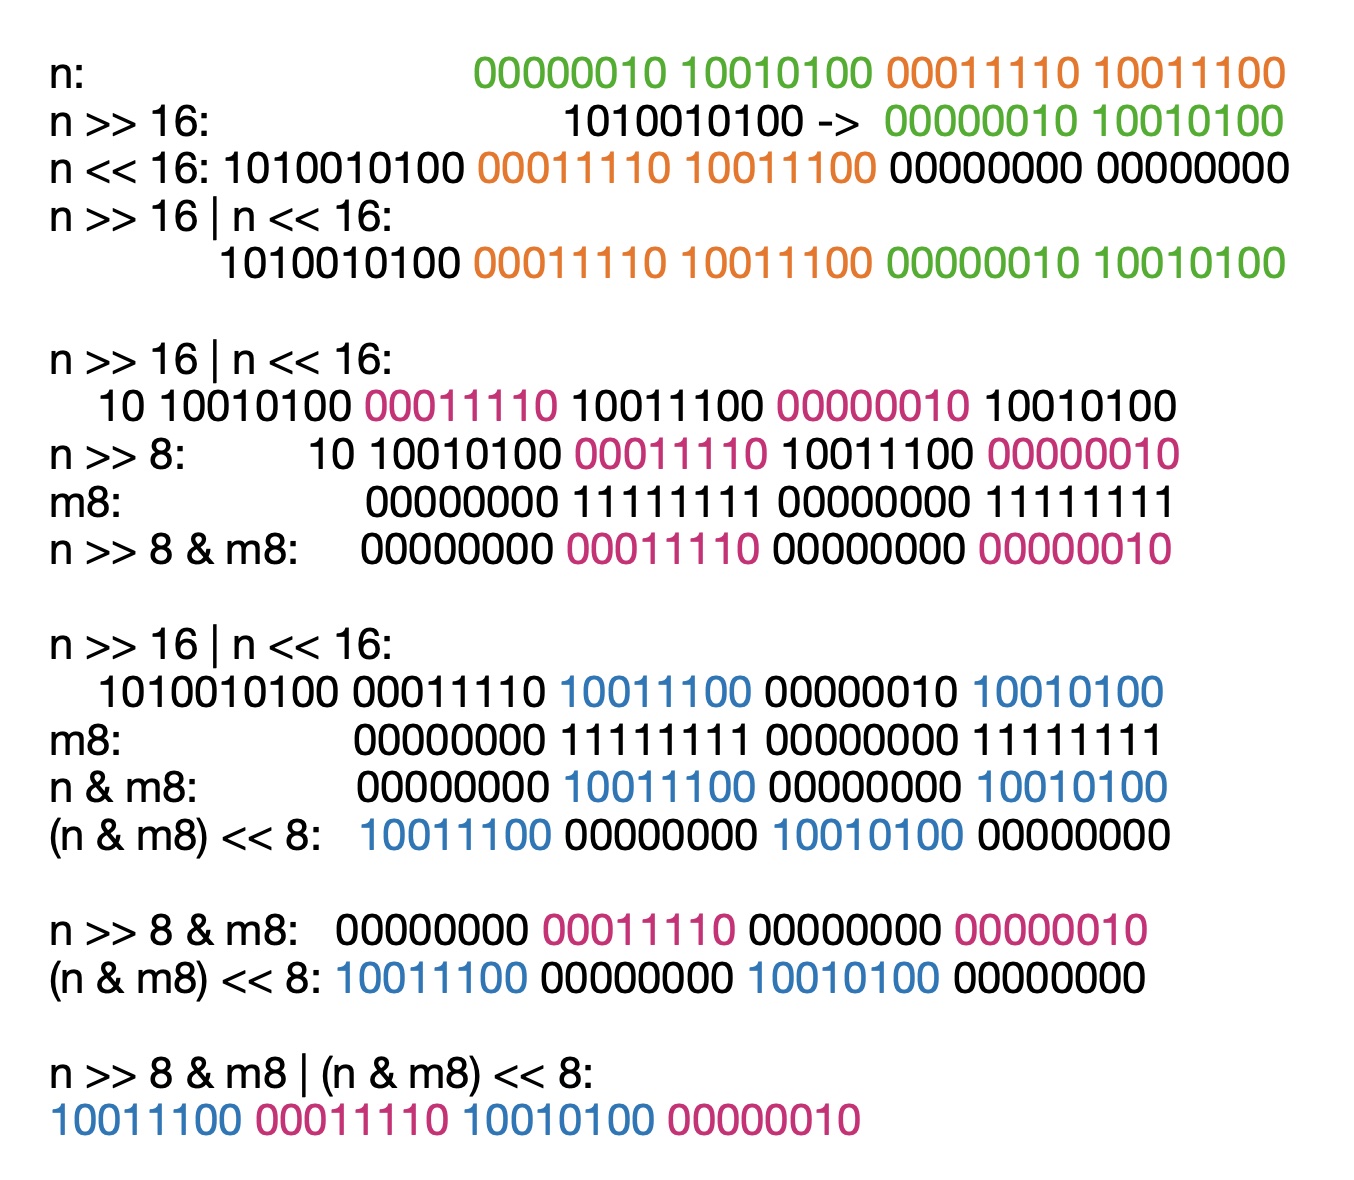 n: 00000010 10010100 00011110 10011100
n >> 16: 1010010100 -> 00000010 10010100
n << 16: 1010010100 00011110 10011100 00000000 00000000
n >> 16 | n << 16:
1010010100 00011110 10011100 00000010 10010100
n >> 16 | n << 16:
10 10010100 00011110 10011100 00000010 10010100
n >> 8: 10 10010100 00011110 10011100 00000010
m8: 00000000 11111111 00000000 11111111
n >> 8 & m8: 00000000 00011110 00000000 00000010
n >> 16 | n << 16:
1010010100 00011110 10011100 00000010 10010100
m8: 00000000 11111111 00000000 11111111
n & m8: 00000000 10011100 00000000 10010100
(n & m8) << 8: 10011100 00000000 10010100 00000000
n >> 8 & m8: 00000000 00011110 00000000 00000010
(n & m8) << 8: 10011100 00000000 10010100 00000000
n >> 8 & m8 | (n & m8) << 8:
10011100 00011110 10010100 00000010